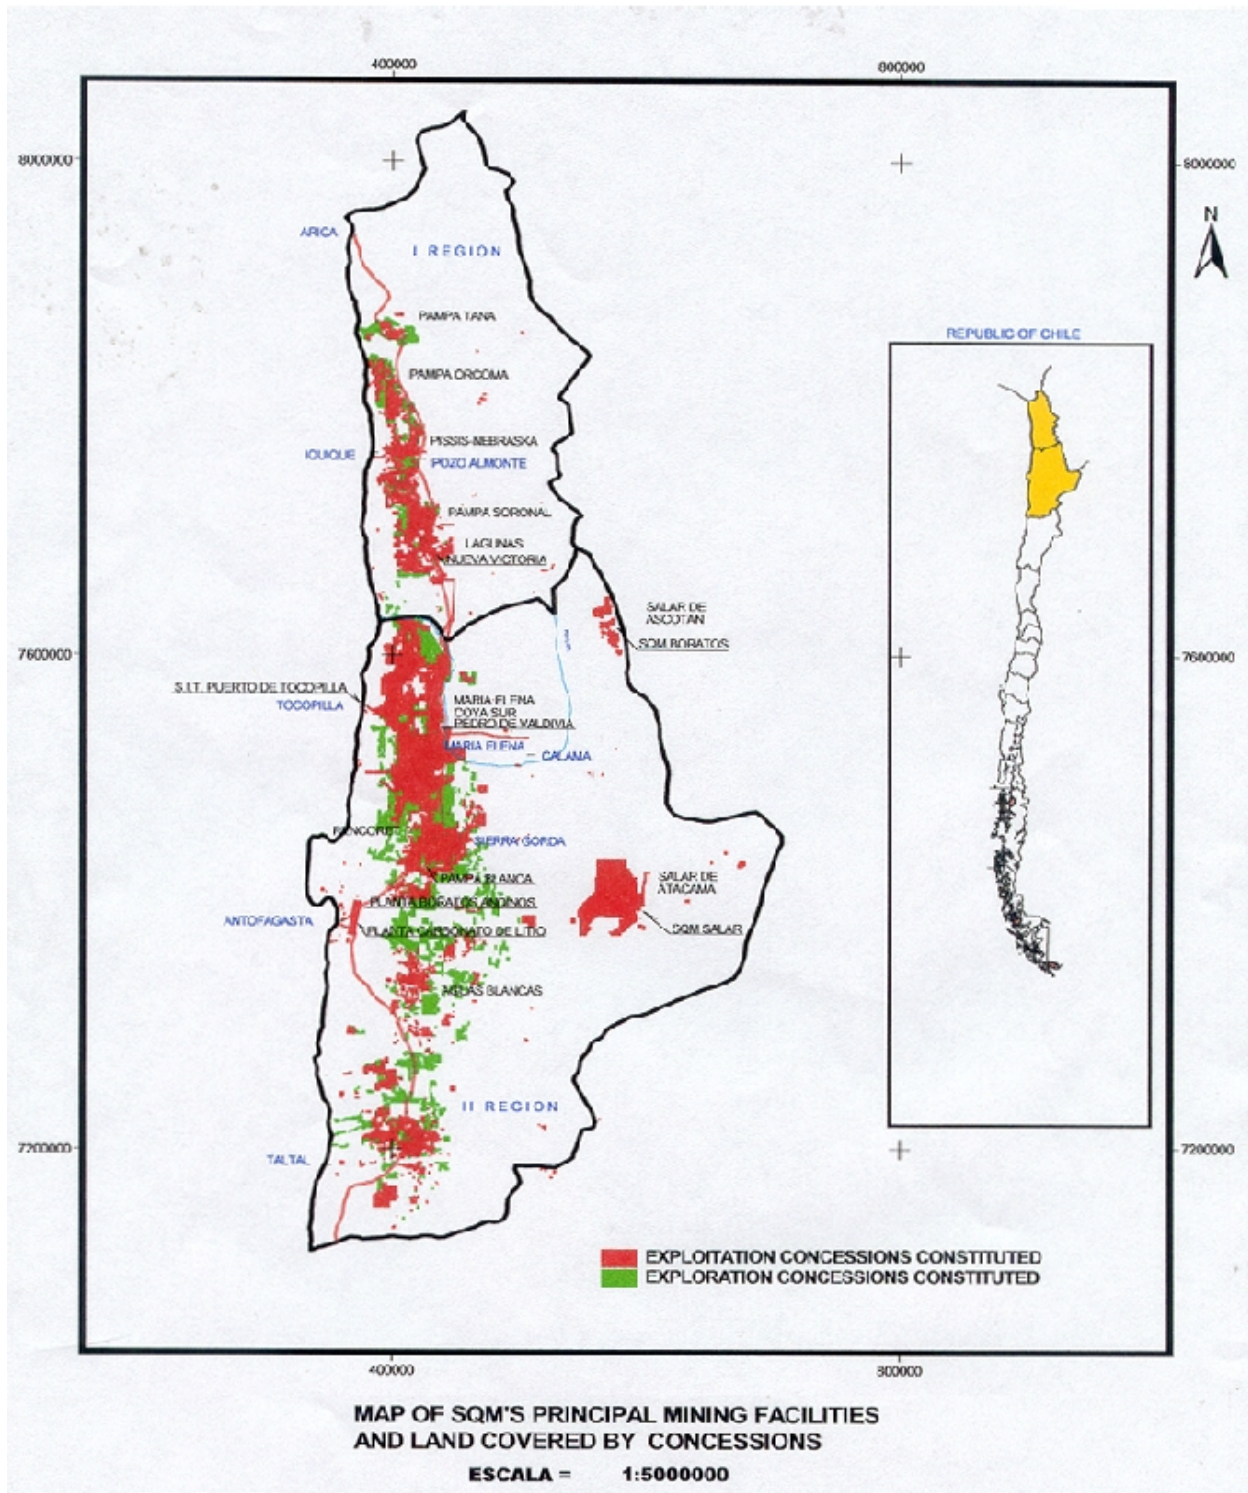 400000
800000
8000000
8000000
N
ARICA
I REGION
PAMPA TANA
REPUBLIC OF CHILE
PAMPA ORCOMA
PISSIS-NEBRASKA
IQUIQUE
POZO ALMONTE
PAMPA SORONAL
LAGUNAS
NUEVA VICTORIA
SALAR DE
ASCOTAN
SQM BORATOS
7600000
7600000
S.I.T. PUERTO DE TOCOPILLA
TOCOPILLA
MARIA ELENA
COYA SUR
PEDRO DE VALDIVIA
MARIA ELENA
CALAMA
SIERRA GORDA
PAMPA BLANCA
SALAR DE
ATACAMA
PLANTA BORATOS ANDINOS
ANTOFAGASTA
PLANTA CARBONATO DE LITIO
SQM SALAR
BLANCAS
II REGION
7200000
7200000
TALTAL
EXPLOITATION CONCESSIONS CONSTITUTED
EXPLORATION CONCESSIONS CONSTITUTED
400000
800000
MAP OF SQM'S PRINCIPAL MINING FACILITIES
AND LAND COVERED BY CONCESSIONS
ESCALA = 1:5000000